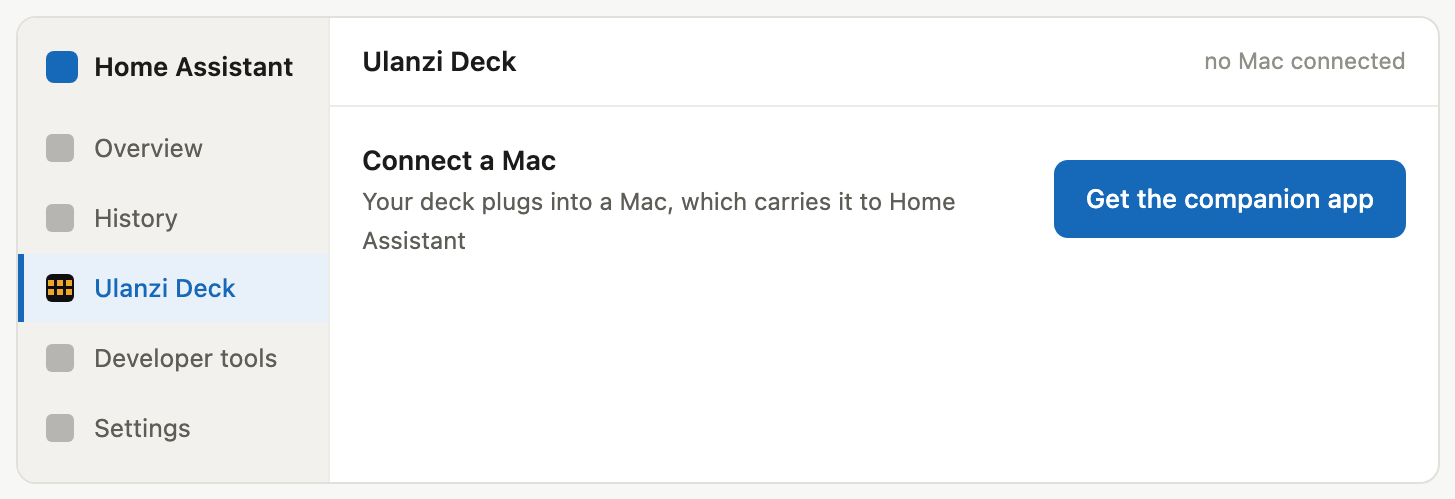 Home Assistant
Overview
History
Ulanzi Deck
Developer tools
Settings
Ulanzi Deck
no Mac connected
Connect a Mac
Your deck plugs into a Mac, which carries it to Home
Assistant
Get the companion app